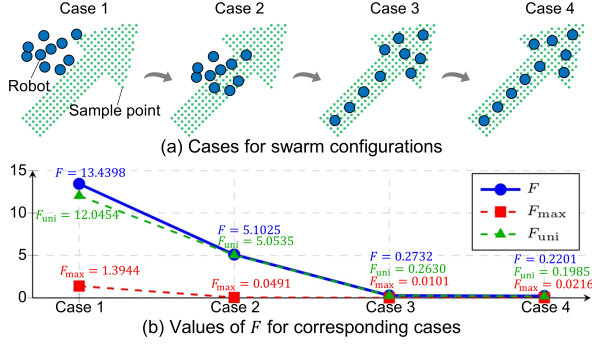 Case 1
Case 2
Case 3
Case 4
Robot
Sample point
(a) Cases for swarm configurations
15
10
5
0
F = 13.4398
F_uni = 12.0454
F_max = 1.3944
F = 5.1025
F_uni = 5.0535
F_max = 0.0491
F = 0.2732
F_uni = 0.2630
F_max = 0.0101
F = 0.2201
F_uni = 0.1985
F_max = 0.0216
F
F_max
F_uni
Case 1
Case 2
Case 3
Case 4
(b) Values of F for corresponding cases